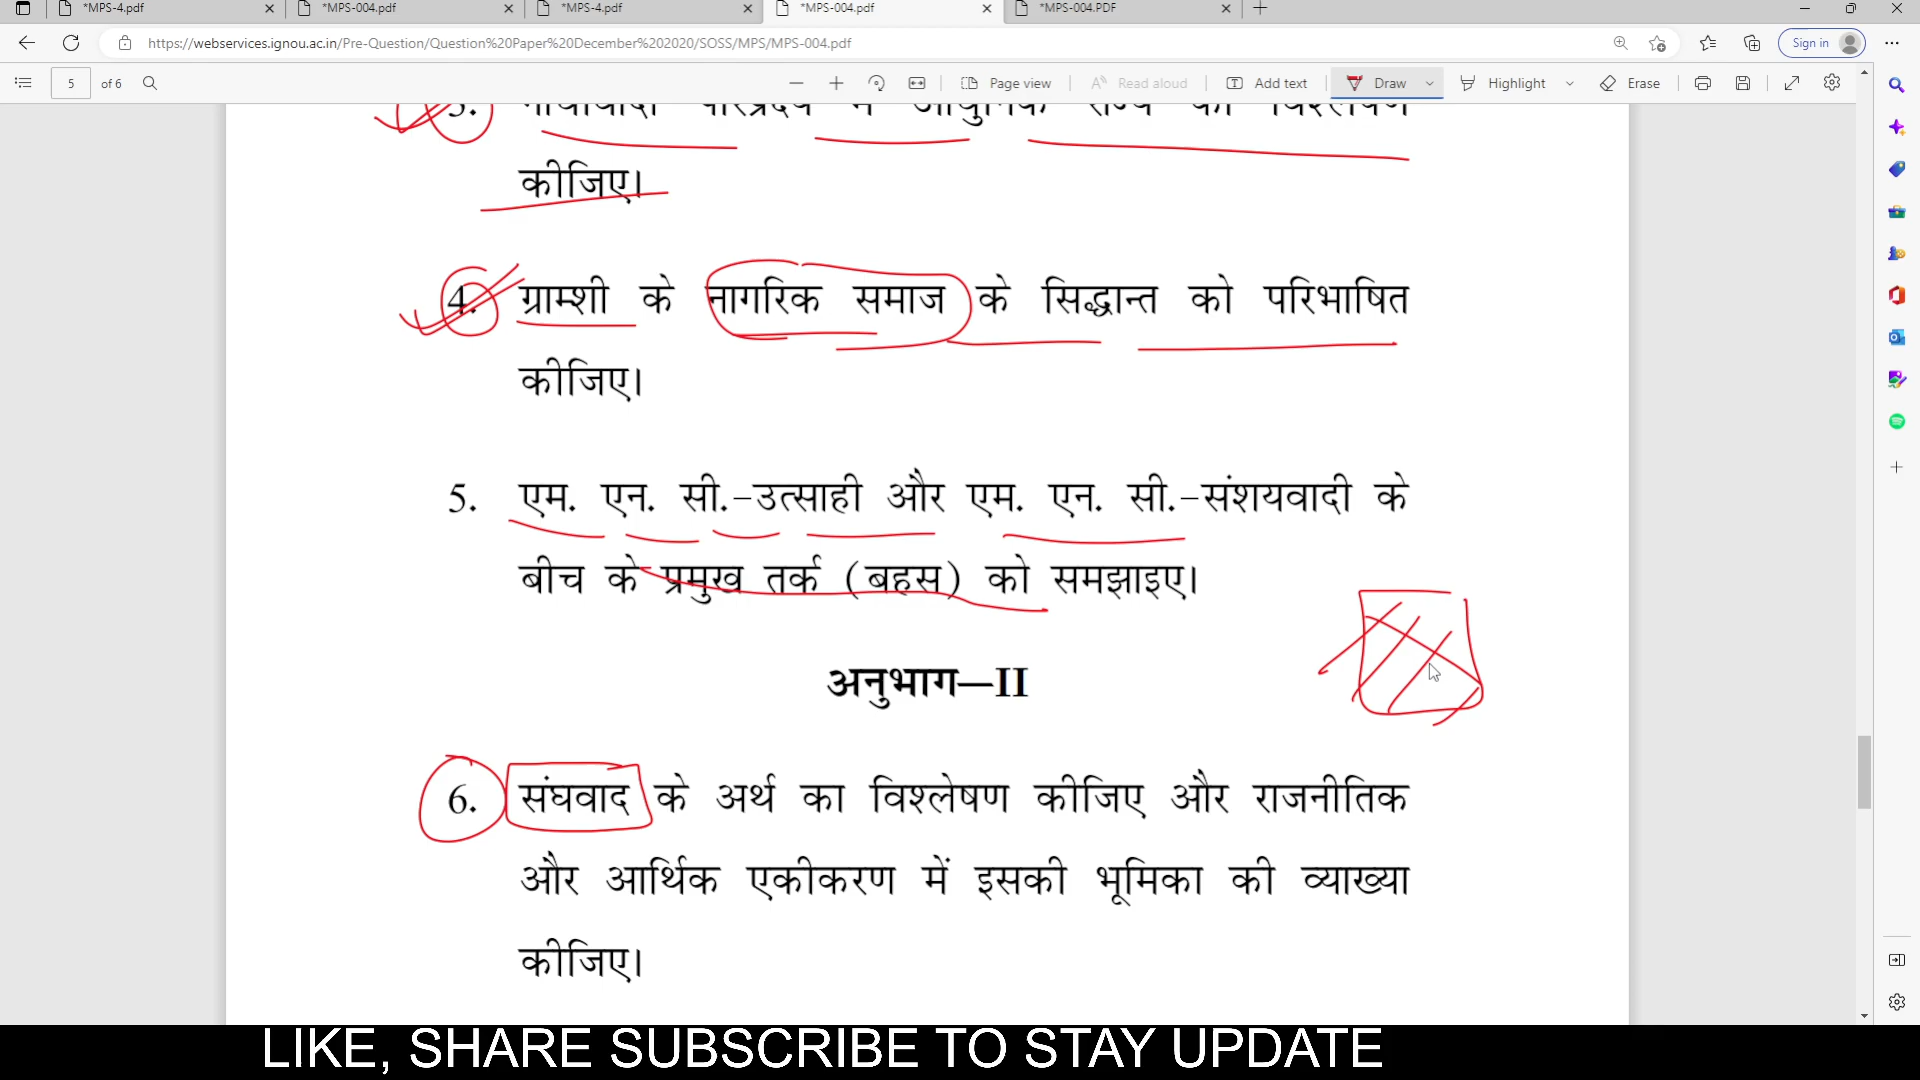 *MPS-4.pdf
*MPS-004.pdf
*MPS-4.pdf
*MPS-004.pdf
*MPS-004.PDF
https://webservices.ignou.ac.in/Pre-Question/Question%20Paper%20December%202020/SOSS/MPS/MPS-004.pdf
Sign in
5 of 6
Page view
Read aloud
Add text
Draw
Highlight
Erase
में आधुनिक राज्य का विश्लेषण
कीजिए।
4. ग्राम्शी के नागरिक समाज के सिद्धान्त को परिभाषित
कीजिए।
5. एम. एन. सी.-उत्साही और एम. एन. सी.-संशयवादी के
बीच के प्रमुख तर्क (बहस) को समझाइए।
अनुभाग—II
6. संघवाद के अर्थ का विश्लेषण कीजिए और राजनीतिक
और आर्थिक एकीकरण में इसकी भूमिका की व्याख्या
कीजिए।
LIKE, SHARE SUBSCRIBE TO STAY UPDATE